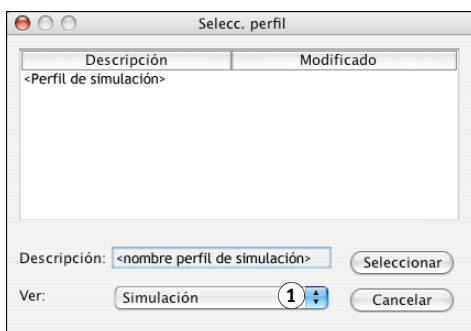 Selecc. perfil
Descripción Modificado
<Perfil de simulación>
Descripción: <nombre perfil de simulación> Seleccionar
Ver: Simulación 1 Cancelar